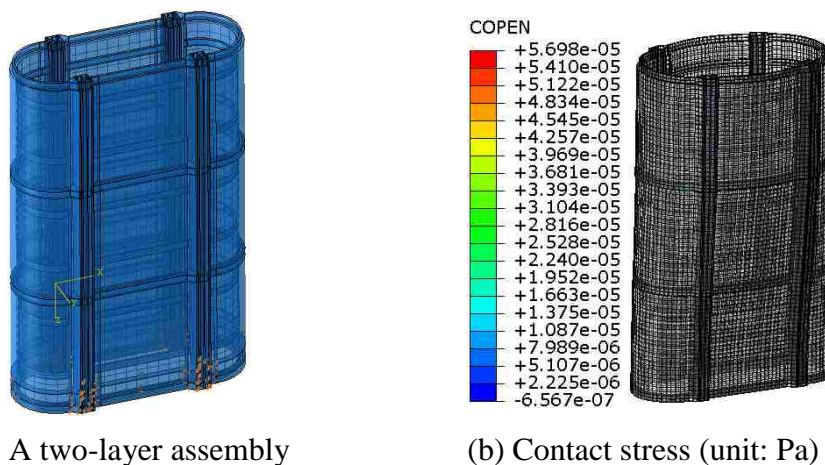 COPEN
+5.698e-05
+5.410e-05
+5.122e-05
+4.834e-05
+4.545e-05
+4.257e-05
+3.969e-05
+3.681e-05
+3.393e-05
+3.104e-05
+2.816e-05
+2.528e-05
+2.240e-05
+1.952e-05
+1.663e-05
+1.375e-05
+1.087e-05
+7.989e-06
+5.107e-06
+2.225e-06
-6.567e-07
X
Y
Z
A two-layer assembly
(b) Contact stress (unit: Pa)